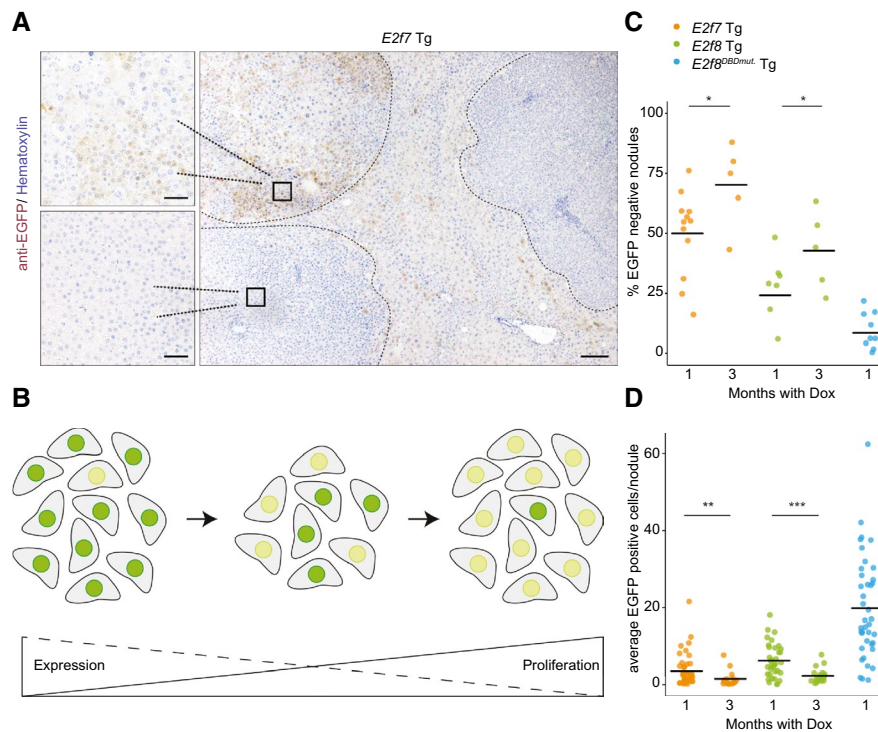 A
E2f7 Tg
anti-EGFP/ Hematoxylin
B
Expression
Proliferation
C
E2f7 Tg
E2f8 Tg
E2f8DBDmut. Tg
* *
% EGFP negative nodules
100
75
50
25
0
1 3 1 3 1
Months with Dox
D
** ***
average EGFP positive cells/nodule
60
40
20
0
1 3 1 3 1
Months with Dox